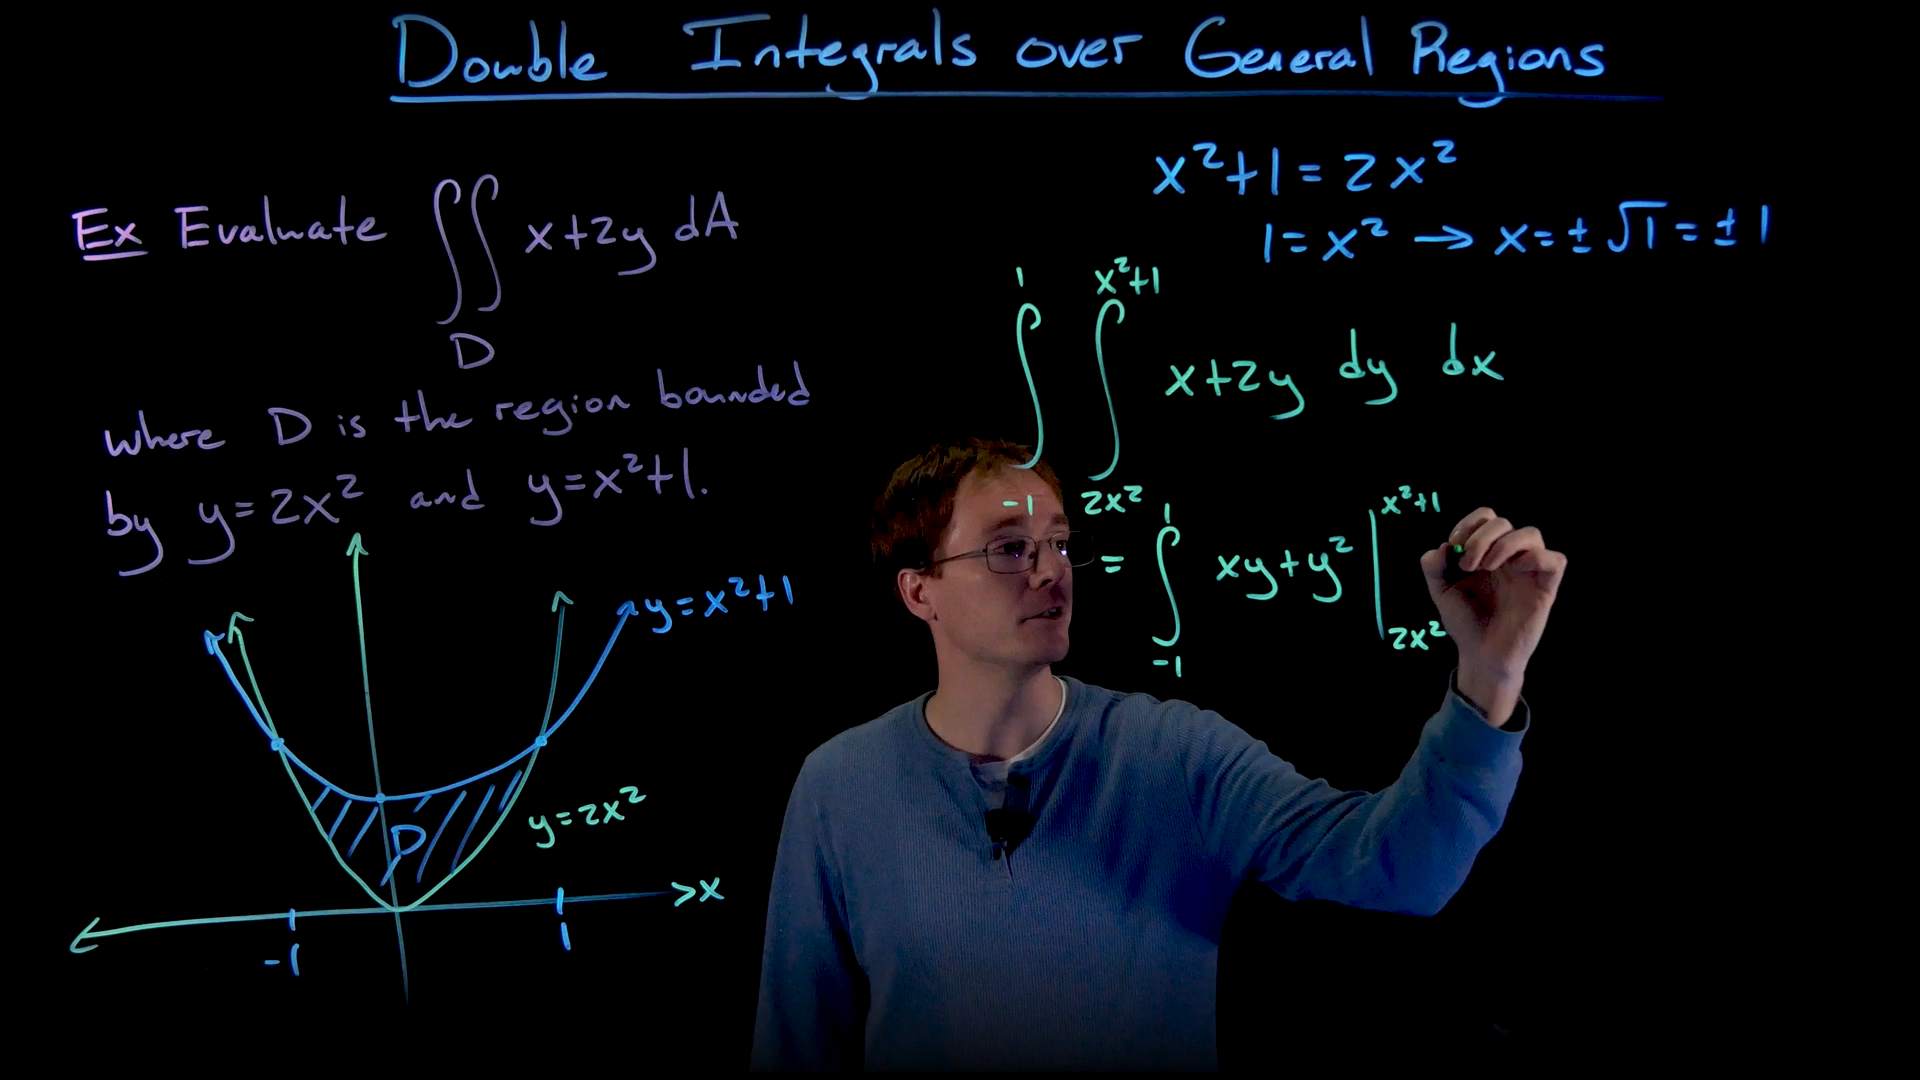 Double Integrals over General Regions
Ex Evaluate ∬ x+2y dA
D
where D is the region bounded
by y=2x² and y=x²+1.
y=x²+1
y=2x²
D
x
-1 1
x²+1=2x²
1=x² → x=±√1=±1
1 x²+1
∫ ∫ x+2y dy dx
-1 2x²
1 x²+1
= ∫ xy+y² |
-1 2x²